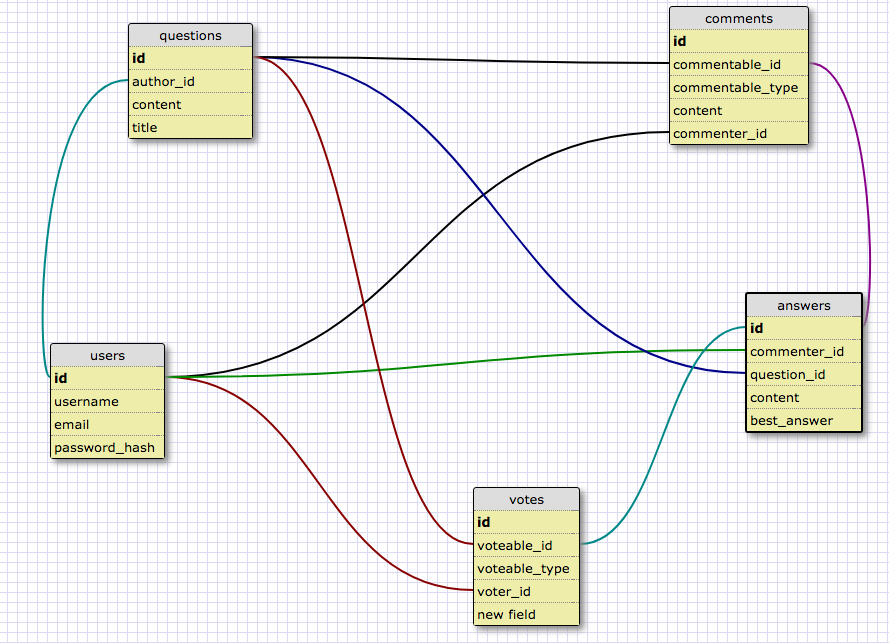 questions
id
author_id
content
title
comments
id
commentable_id
commentable_type
content
commenter_id
users
id
username
email
password_hash
answers
id
commenter_id
question_id
content
best_answer
votes
id
voteable_id
voteable_type
voter_id
new field